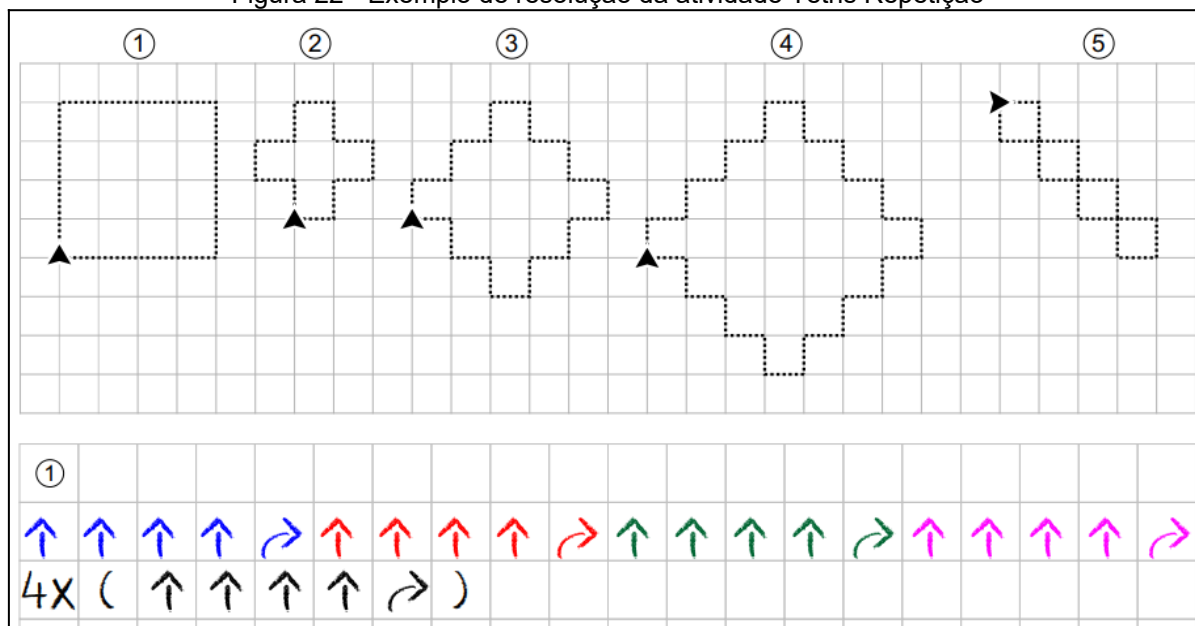 Figura 22 - Exemplo de resolução da atividade Tetris Repetição
① ② ③ ④ ⑤
①
↑ ↑ ↑ ↑ ↷ ↑ ↑ ↑ ↑ ↷ ↑ ↑ ↑ ↑ ↷ ↑ ↑ ↑ ↑ ↷
4X ( ↑ ↑ ↑ ↑ ↷ )